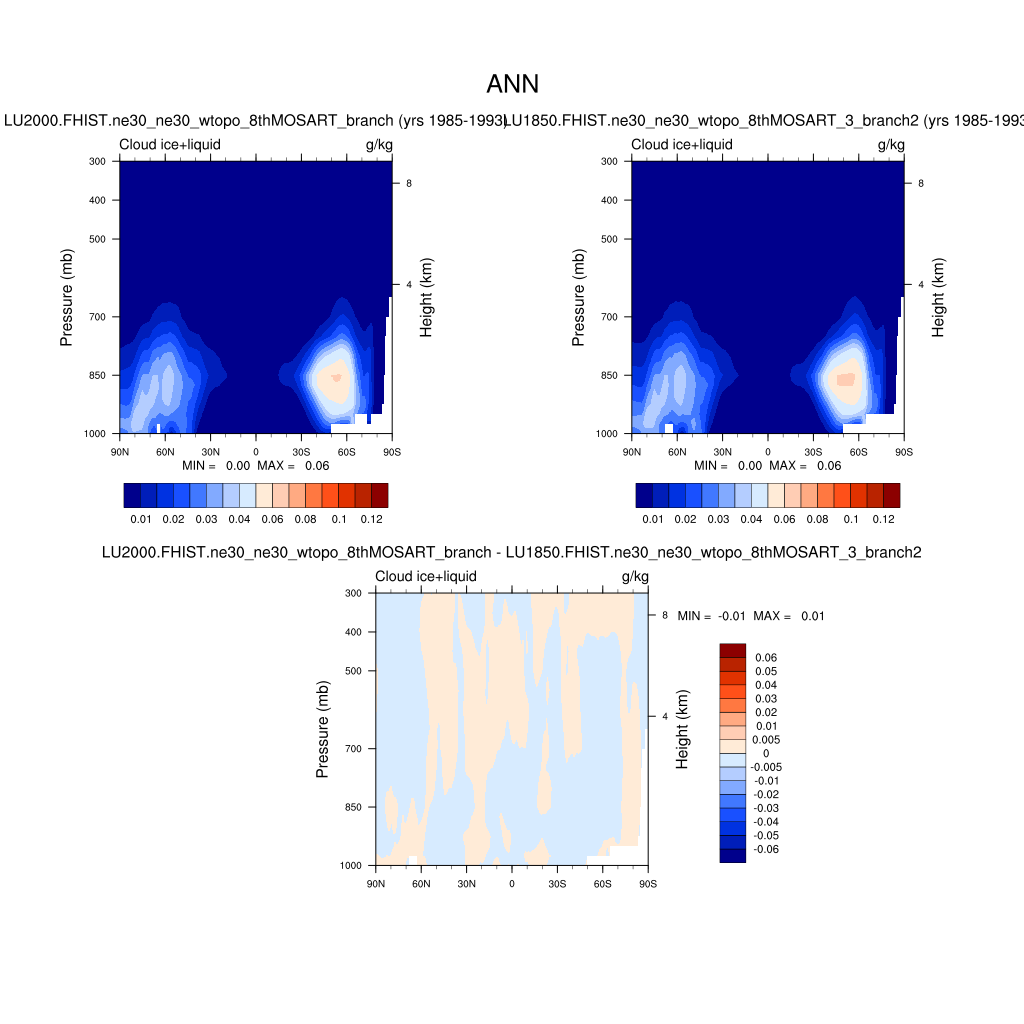 ANN
LU2000.FHIST.ne30_ne30_wtopo_8thMOSART_branch (yrs 1985-1993)
LU1850.FHIST.ne30_ne30_wtopo_8thMOSART_3_branch2 (yrs 1985-1993
Cloud ice+liquid g/kg
300
400
500
700
850
1000
Pressure (mb)
8
4
Height (km)
90N 60N 30N 0 30S 60S 90S
MIN = 0.00 MAX = 0.06
0.01 0.02 0.03 0.04 0.06 0.08 0.1 0.12
Cloud ice+liquid g/kg
300
400
500
700
850
1000
Pressure (mb)
8
4
Height (km)
90N 60N 30N 0 30S 60S 90S
MIN = 0.00 MAX = 0.06
0.01 0.02 0.03 0.04 0.06 0.08 0.1 0.12
LU2000.FHIST.ne30_ne30_wtopo_8thMOSART_branch - LU1850.FHIST.ne30_ne30_wtopo_8thMOSART_3_branch2
Cloud ice+liquid g/kg
300
400
500
700
850
1000
Pressure (mb)
8
4
Height (km)
90N 60N 30N 0 30S 60S 90S
MIN = -0.01 MAX = 0.01
0.06
0.05
0.04
0.03
0.02
0.01
0.005
0
-0.005
-0.01
-0.02
-0.03
-0.04
-0.05
-0.06